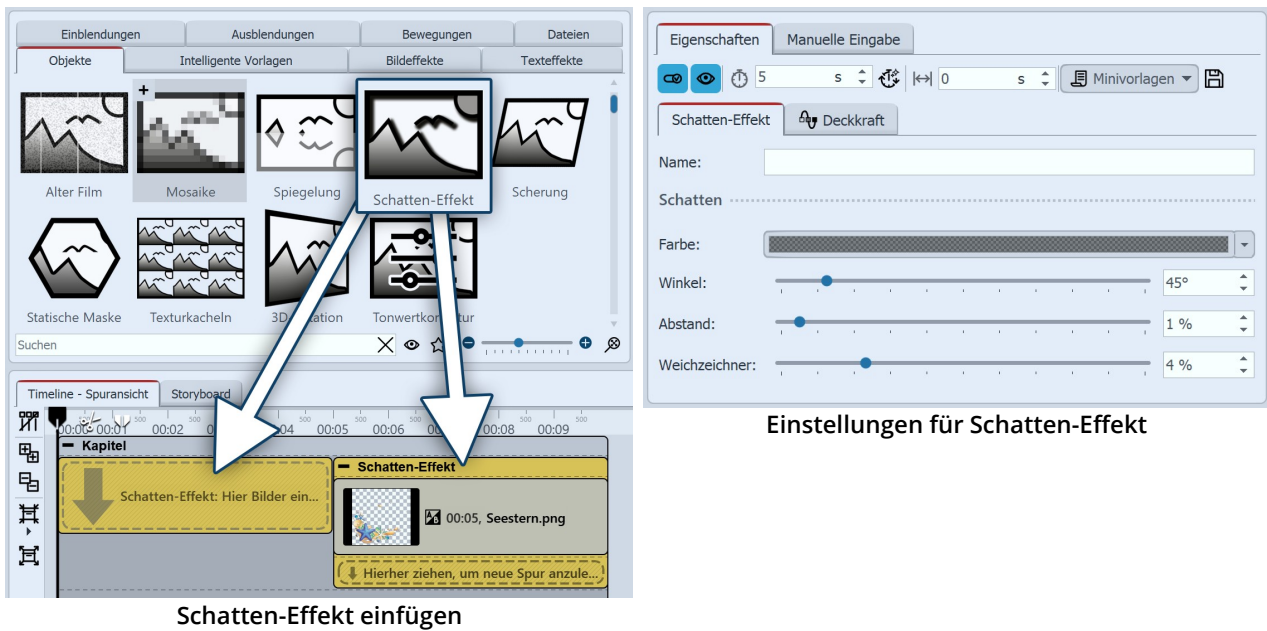 Einblendungen Ausblendungen Bewegungen Dateien
Objekte Intelligente Vorlagen Bildeffekte Texteffekte
Alter Film Mosaike Spiegelung Schatten-Effekt Scherung
Statische Maske Texturkacheln
Suchen
Timeline - Spuransicht Storyboard
00:01 00:02 00:05 00:06 00:08 00:09
Kapitel
Schatten-Effekt: Hier Bilder ein...
Schatten-Effekt
00:05, Seestern.png
Hierher ziehen, um neue Spur anzule...
Schatten-Effekt einfügen
Eigenschaften Manuelle Eingabe
5 s 0 s Minivorlagen
Schatten-Effekt Deckkraft
Name:
Schatten
Farbe:
Winkel: 45°
Abstand: 1 %
Weichzeichner: 4 %
Einstellungen für Schatten-Effekt